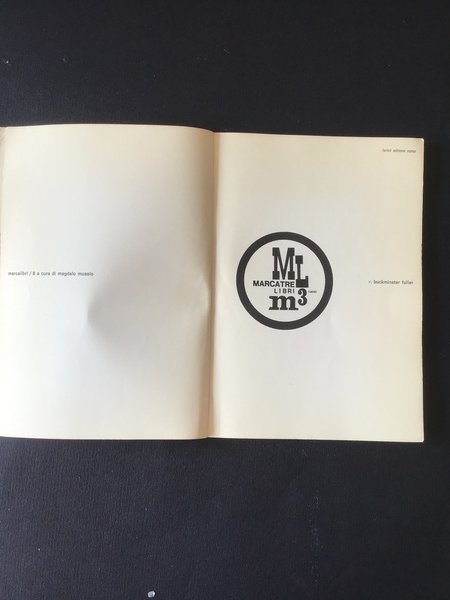 marcalibri / 8 a cura di magdalo mussio
lerici editore roma
ML
MARCATRE
LIBRI
m3
r. buckminster fuller